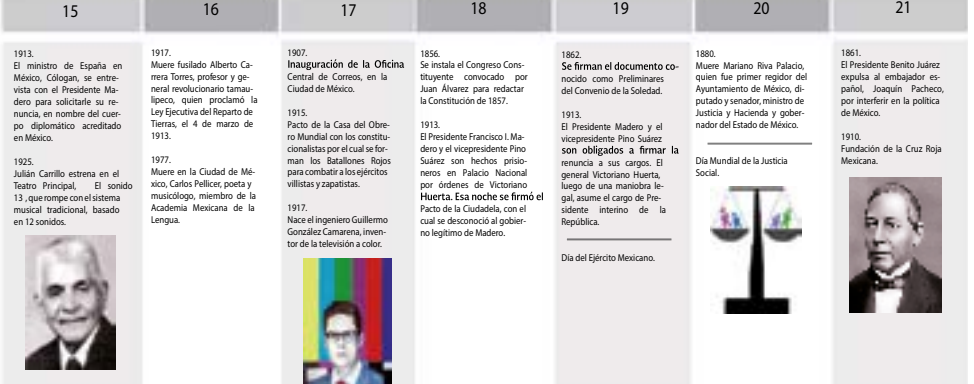 15
1913.
El ministro de España en
México, Cólogan, se entre-
vista con el Presidente Ma-
dero para solicitarle su re-
nuncia, en nombre del cuer-
po diplomático acreditado
en México.
1925.
Julián Carrillo estrena en el
Teatro Principal, El sonido
13 , que rompe con el sistema
musical tradicional, basado
en 12 sonidos.
16
1917.
Muere fusilado Alberto Ca-
rrera Torres, profesor y ge-
neral revolucionario tamau-
lipeco, quien proclamó la
Ley Ejecutiva del Reparto de
Tierras, el 4 de marzo de
1913.
1977.
Muere en la Ciudad de Mé-
xico, Carlos Pellicer, poeta y
musicólogo, miembro de la
Academia Mexicana de la
Lengua.
17
1907.
Inauguración de la Oficina
Central de Correos, en la
Ciudad de México.
1915.
Pacto de la Casa del Obre-
ro Mundial con los constitu-
cionalistas por el cual se for-
man los Batallones Rojos
para combatir a los ejércitos
villistas y zapatistas.
1917.
Nace el ingeniero Guillermo
González Camarena, inven-
tor de la televisión a color.
18
1856.
Se instala el Congreso Cons-
tituyente convocado por
Juan Álvarez para redactar
la Constitución de 1857.
1913.
El Presidente Francisco I. Ma-
dero y el vicepresidente Pino
Suárez son hechos prisio-
neros en Palacio Nacional
por órdenes de Victoriano
Huerta. Esa noche se firmó el
Pacto de la Ciudadela, con el
cual se desconoció al gobier-
no legítimo de Madero.
19
1862.
Se firman el documento co-
nocido como Preliminares
del Convenio de la Soledad.
1913.
El Presidente Madero y el
vicepresidente Pino Suárez
son obligados a firmar la
renuncia a sus cargos. El
general Victoriano Huerta,
luego de una maniobra le-
gal, asume el cargo de Pre-
sidente interino de la
República.
Día del Ejército Mexicano.
20
1880.
Muere Mariano Riva Palacio,
quien fue primer regidor del
Ayuntamiento de México, di-
putado y senador, ministro de
Justicia y Hacienda y gober-
nador del Estado de México.
Día Mundial de la Justicia
Social.
21
1861.
El Presidente Benito Juárez
expulsa al embajador es-
pañol, Joaquín Pacheco,
por interferir en la política
de México.
1910.
Fundación de la Cruz Roja
Mexicana.